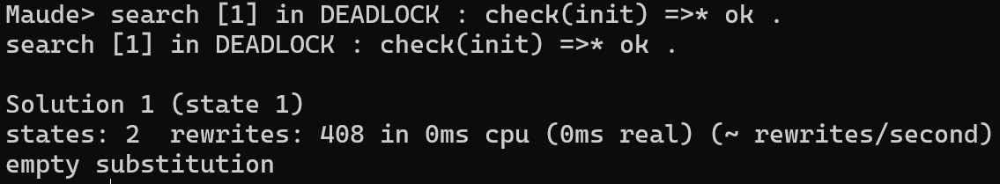 Maude> search [1] in DEADLOCK : check(init) =>* ok .
search [1] in DEADLOCK : check(init) =>* ok .
Solution 1 (state 1)
states: 2  rewrites: 408 in 0ms cpu (0ms real) (~ rewrites/second)
empty substitution